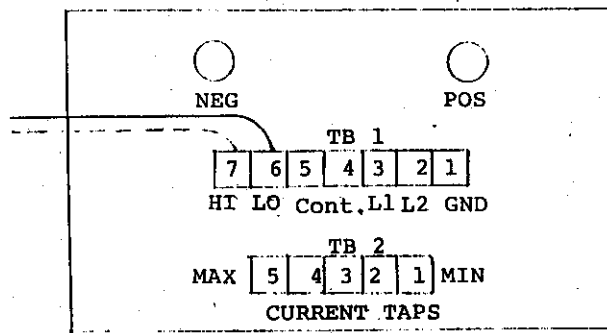 NEG POS
TB 1
7 6 5 4 3 2 1
HI LO Cont. L1 L2 GND
TB 2
MAX 5 4 3 2 1 MIN
CURRENT TAPS